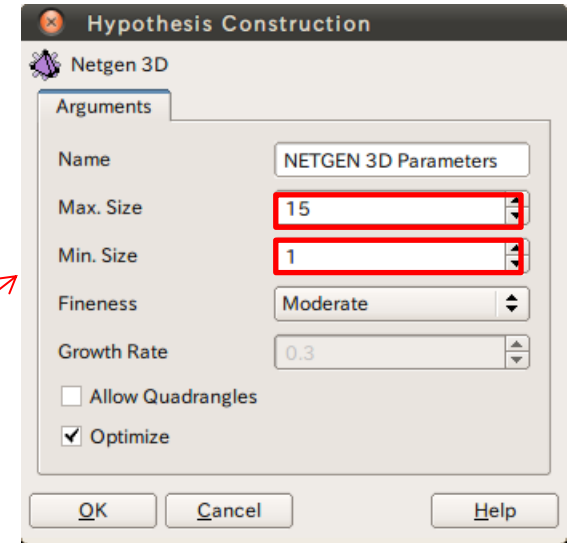 Hypothesis Construction
Netgen 3D
Arguments
Name NETGEN 3D Parameters
Max. Size 15
Min. Size 1
Fineness Moderate
Growth Rate 0.3
Allow Quadrangles
Optimize
OK Cancel Help